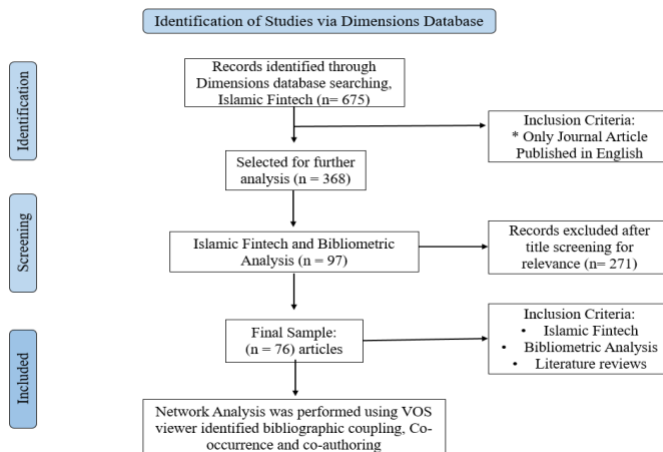 Identification of Studies via Dimensions Database
Identification
Records identified through
Dimensions database searching,
Islamic Fintech (n= 675)
Inclusion Criteria:
* Only Journal Article
Published in English
Selected for further
analysis (n = 368)
Screening
Islamic Fintech and Bibliometric
Analysis (n = 97)
Records excluded after
title screening for
relevance (n= 271)
Included
Final Sample:
(n = 76) articles
Inclusion Criteria:
• Islamic Fintech
• Bibliometric Analysis
• Literature reviews
Network Analysis was performed using VOS
viewer identified bibliographic coupling, Co-
occurrence and co-authoring